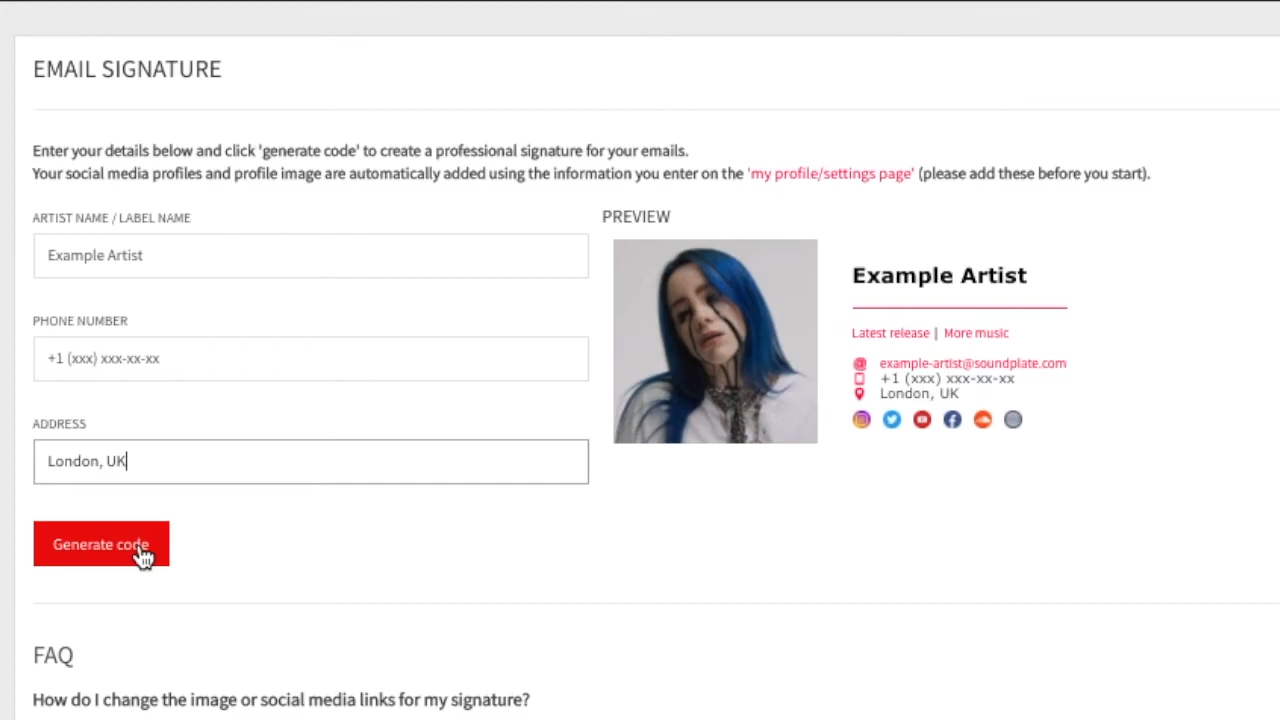 EMAIL SIGNATURE
Enter your details below and click 'generate code' to create a professional signature for your emails.
Your social media profiles and profile image are automatically added using the information you enter on the 'my profile/settings page' (please add these before you start).
ARTIST NAME / LABEL NAME
Example Artist
PHONE NUMBER
+1 (xxx) xxx-xx-xx
ADDRESS
London, UK
Generate code
PREVIEW
Example Artist
Latest release | More music
example-artist@soundplate.com
+1 (xxx) xxx-xx-xx
London, UK
FAQ
How do I change the image or social media links for my signature?